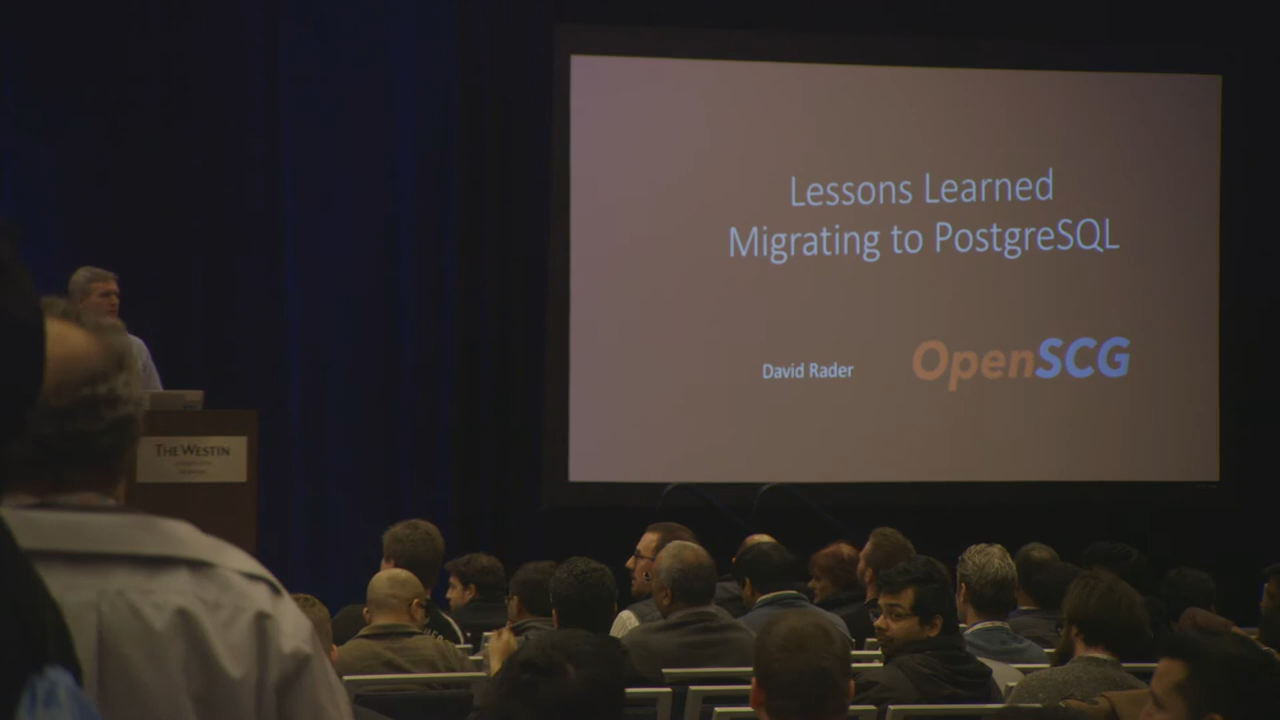 Lessons Learned
Migrating to PostgreSQL
David Rader
OpenSCG
THE WESTIN